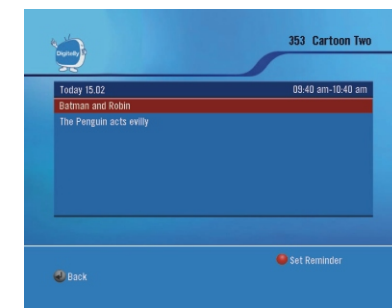 Digitally
353 Cartoon Two
Today 15.02 09:40 am-10:40 am
Batman and Robin
The Penguin acts evilly
Set Reminder
Back